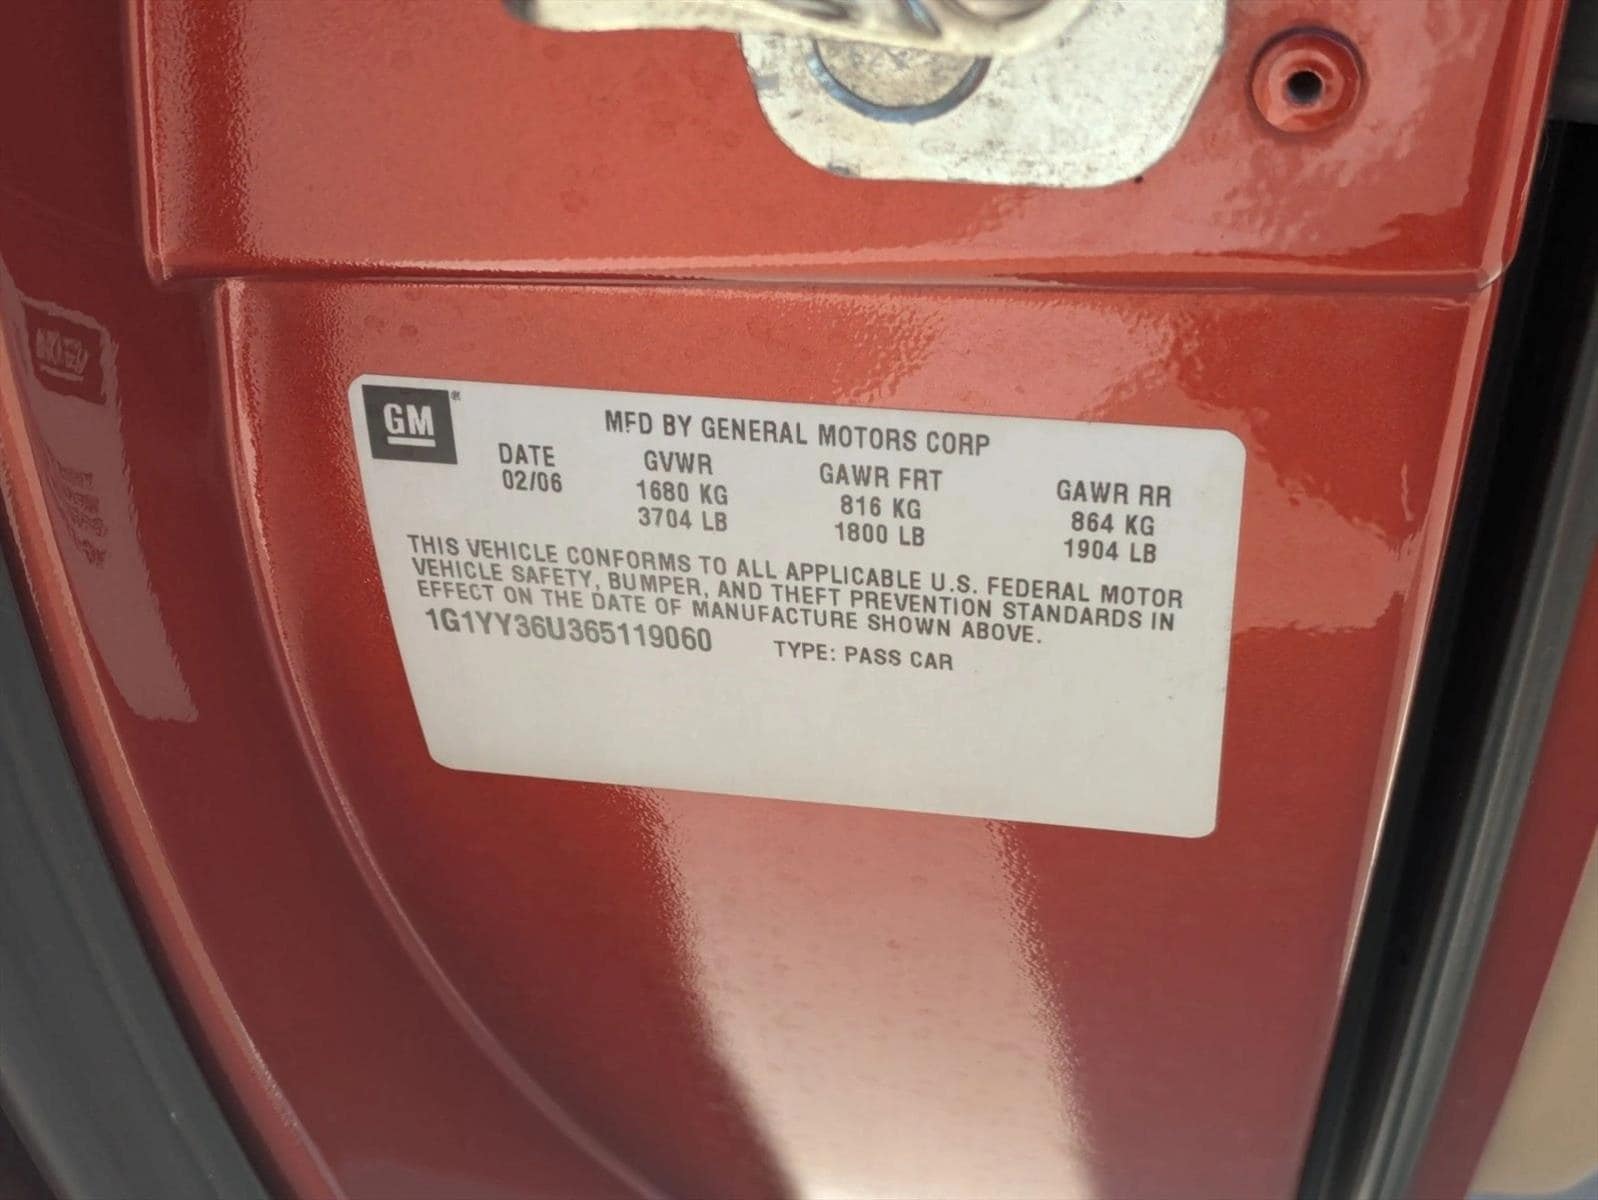 GM
MFD BY GENERAL MOTORS CORP
DATE GVWR GAWR FRT GAWR RR
02/06 1680 KG 816 KG 864 KG
3704 LB 1800 LB 1904 LB
THIS VEHICLE CONFORMS TO ALL APPLICABLE U.S. FEDERAL MOTOR
VEHICLE SAFETY, BUMPER, AND THEFT PREVENTION STANDARDS IN
EFFECT ON THE DATE OF MANUFACTURE SHOWN ABOVE.
1G1YY36U365119060 TYPE: PASS CAR